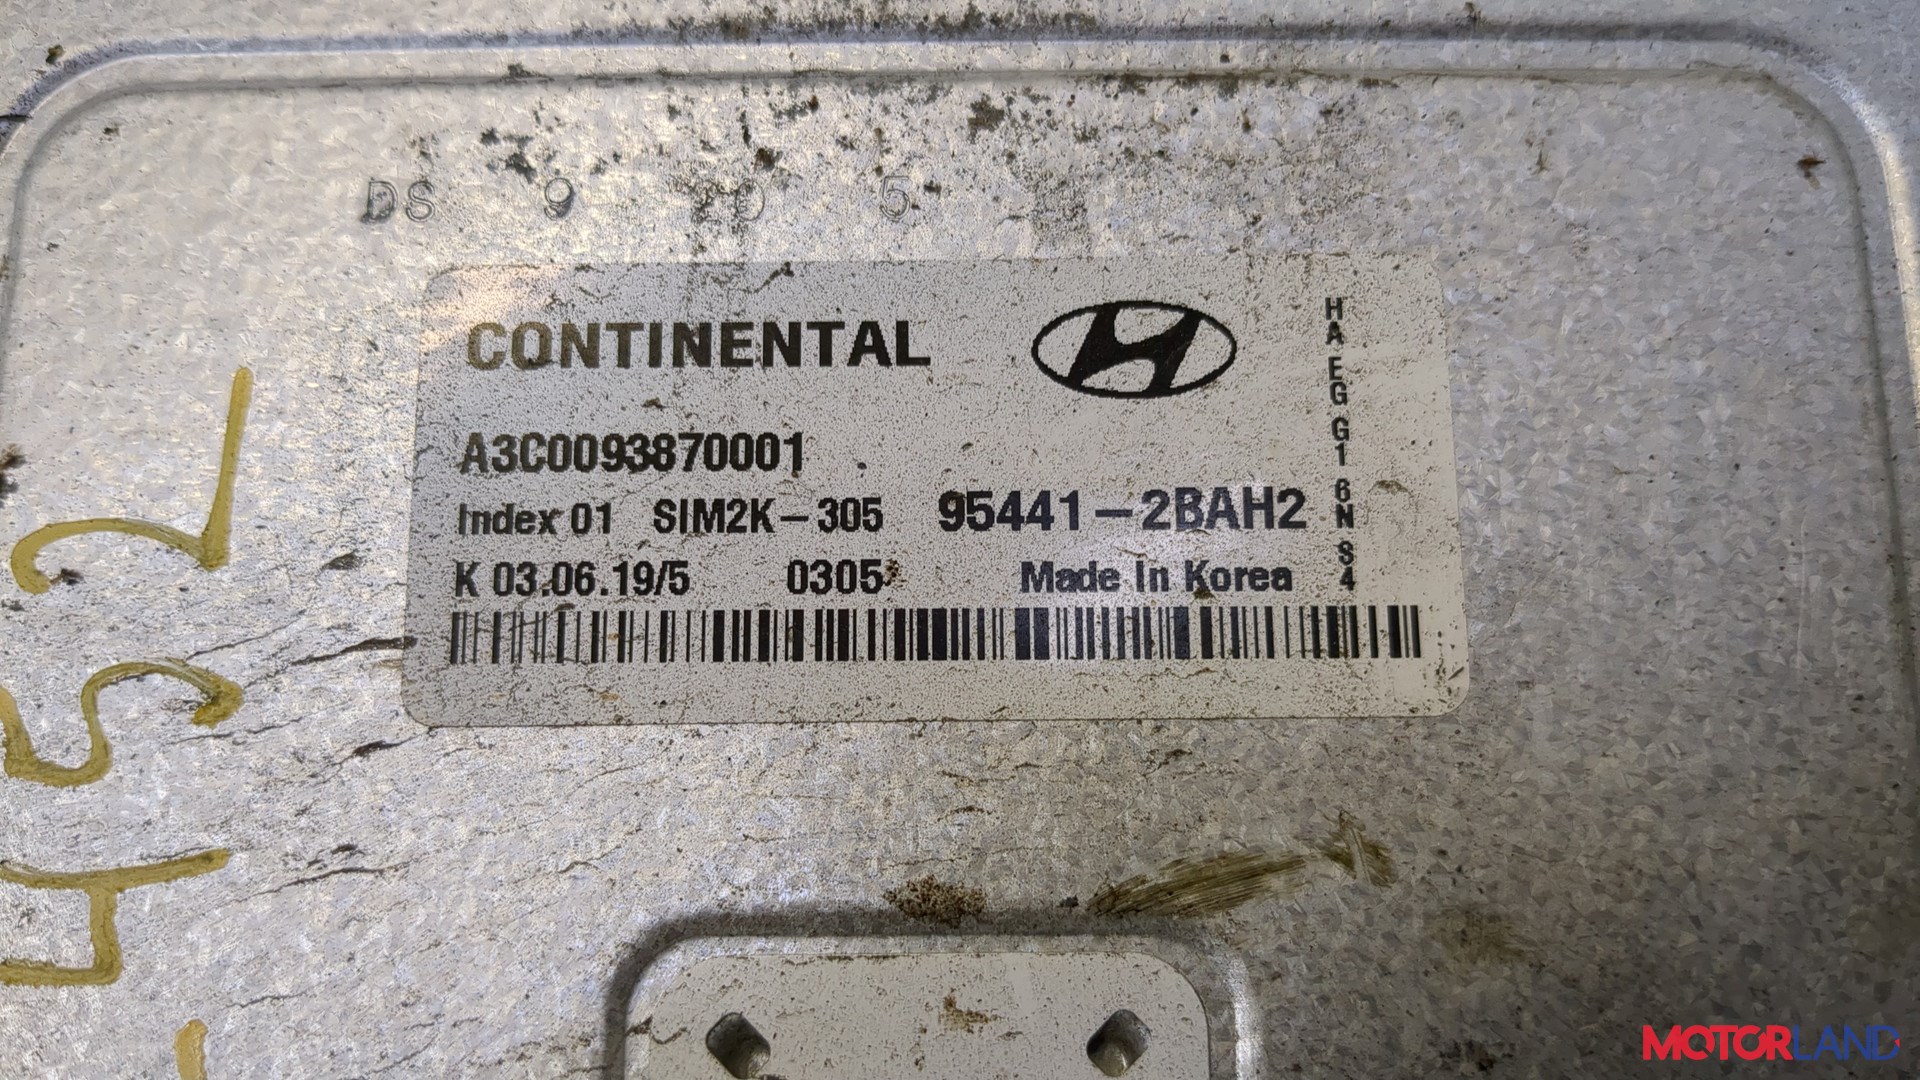 DS 9 20 5
CONTINENTAL
A3C0093870001
Index 01 SIM2K-305 95441-2BAH2
K 03.06.19/5 0305 Made In Korea
HA EG G1 6N S4
452
MOTORLAND